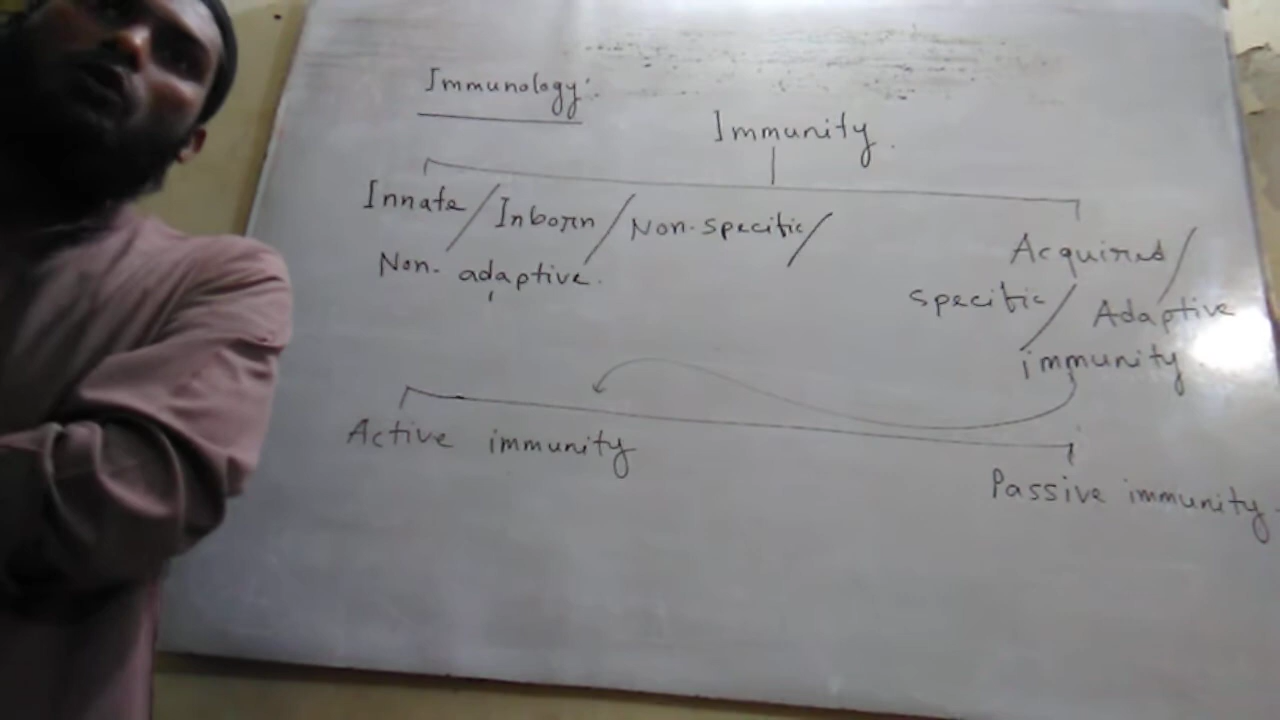 Immunology:
Immunity.
Innate/Inborn/Non-specific/
Non-adaptive.
Acquired/
specific/Adaptive
immunity
Active immunity
Passive immunity.